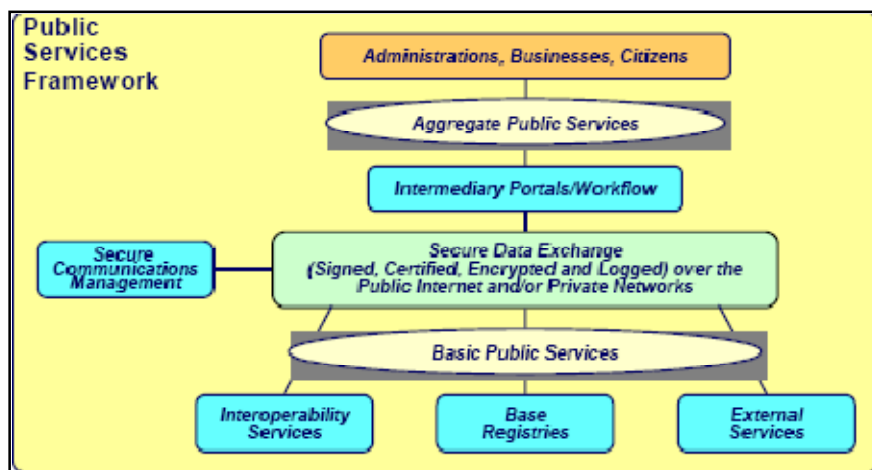 Public
Services
Framework
Administrations, Businesses, Citizens
Aggregate Public Services
Intermediary Portals/Workflow
Secure
Communications
Management
Secure Data Exchange
(Signed, Certified, Encrypted and Logged) over the
Public Internet and/or Private Networks
Basic Public Services
Interoperability
Services
Base
Registries
External
Services